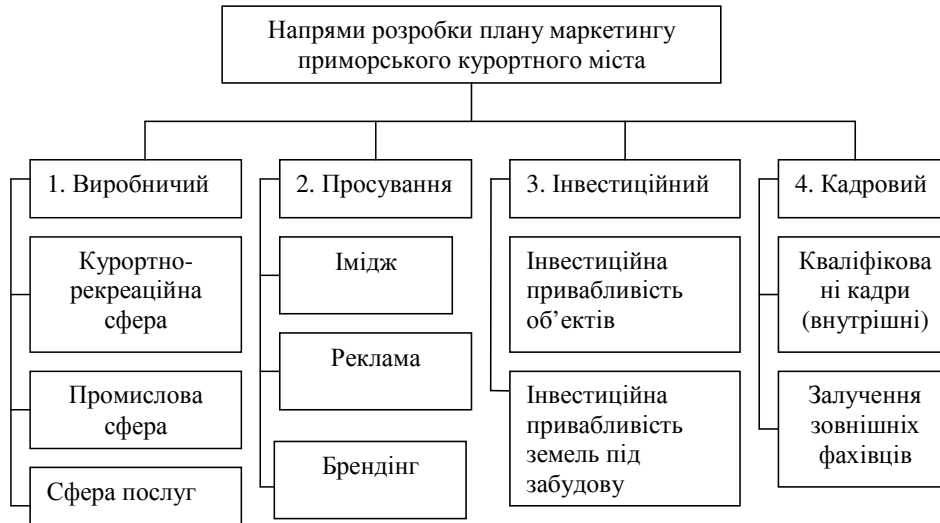 Напрями розробки плану маркетингу
приморського курортного міста
1. Виробничий
Курортно-
рекреаційна
сфера
Промислова
сфера
Сфера послуг
2. Просування
Імідж
Реклама
Брендінг
3. Інвестиційний
Інвестиційна
привабливість
об’ектів
Інвестиційна
привабливість
земель під
забудову
4. Кадровий
Кваліфікова
ні кадри
(внутрішні)
Залучення
зовнішніх
фахівців